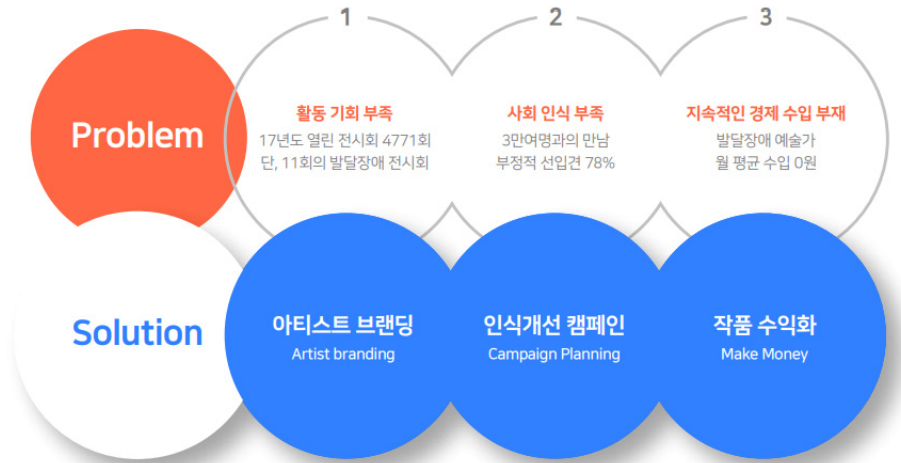 1
2
3
Problem
활동 기회 부족
17년도 열린 전시회 4771회
단, 11회의 발달장애 전시회
사회 인식 부족
3만여명과의 만남
부정적 선입견 78%
지속적인 경제 수입 부재
발달장애 예술가
월 평균 수입 0원
Solution
아티스트 브랜딩
Artist branding
인식개선 캠페인
Campaign Planning
작품 수익화
Make Money